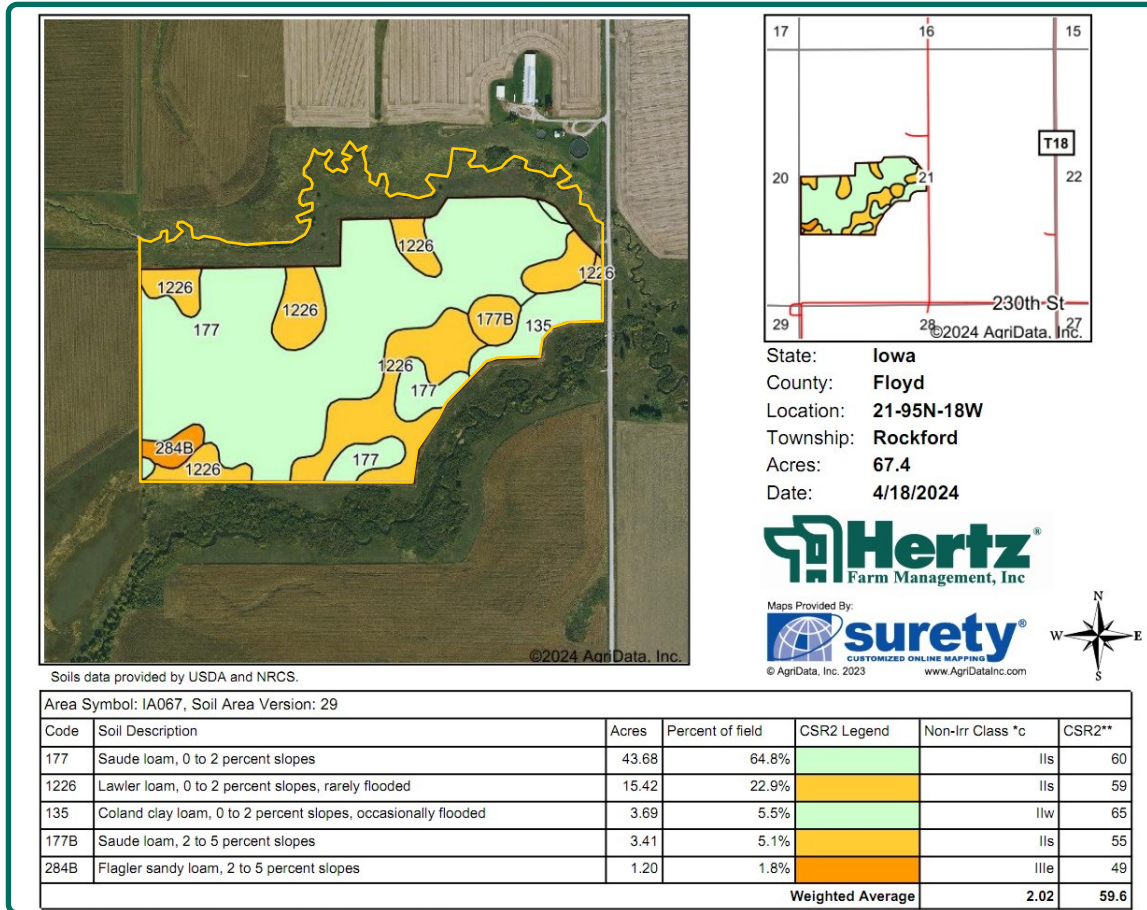 1226
1226
1226
1226
177
177B
135
1226
177
284B
1226
177
©2024 AgriData, Inc.
Soils data provided by USDA and NRCS.
17 16 15
T18
20 21 22
230th St
29 28 27
©2024 AgriData, Inc.
State: Iowa
County: Floyd
Location: 21-95N-18W
Township: Rockford
Acres: 67.4
Date: 4/18/2024
Hertz®
Farm Management, Inc
Maps Provided By:
surety®
CUSTOMIZED ONLINE MAPPING
© AgriData, Inc. 2023 www.AgriDataInc.com
N
W E
S
Area Symbol: IA067, Soil Area Version: 29
Code Soil Description Acres Percent of field CSR2 Legend Non-Irr Class *c CSR2**
177 Saude loam, 0 to 2 percent slopes 43.68 64.8% IIs 60
1226 Lawler loam, 0 to 2 percent slopes, rarely flooded 15.42 22.9% IIs 59
135 Coland clay loam, 0 to 2 percent slopes, occasionally flooded 3.69 5.5% IIw 65
177B Saude loam, 2 to 5 percent slopes 3.41 5.1% IIs 55
284B Flagler sandy loam, 2 to 5 percent slopes 1.20 1.8% IIIe 49
Weighted Average 2.02 59.6